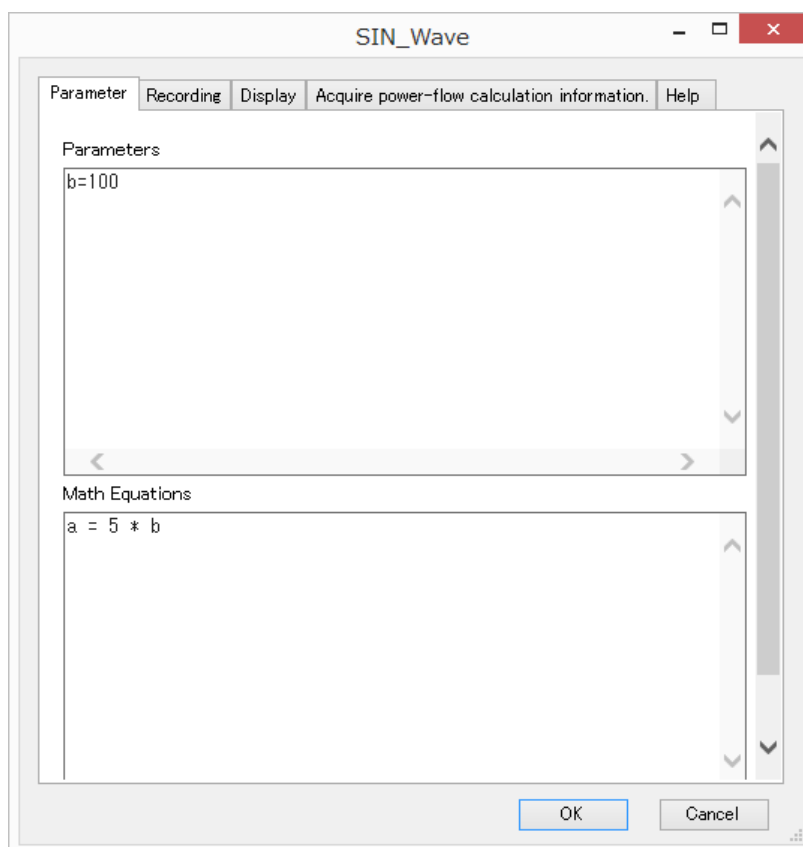 SIN_Wave
Parameter Recording Display Acquire power-flow calculation information. Help
Parameters
b=100
Math Equations
a = 5 * b
OK Cancel